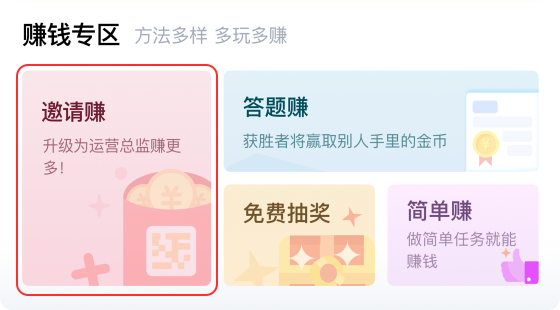 赚钱专区 方法多样 多玩多赚
邀请赚
升级为运营总监赚更
多!
答题赚
获胜者将赢取别人手里的金币
免费抽奖
简单赚
做简单任务就能
赚钱